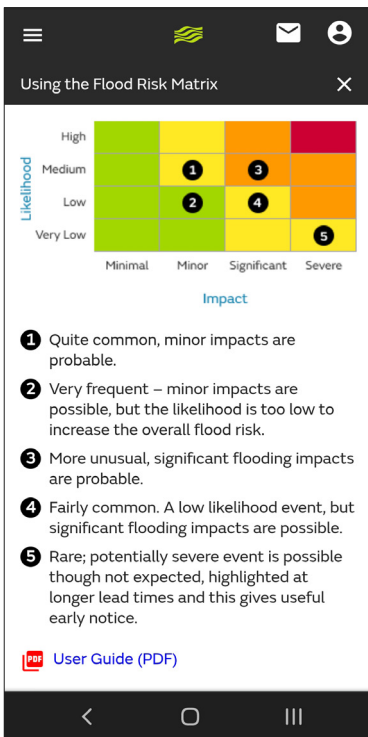 Using the Flood Risk Matrix
High
Medium
Low
Very Low
Likelihood
1
3
2
4
5
Minimal Minor Significant Severe
Impact
1 Quite common, minor impacts are
probable.
2 Very frequent – minor impacts are
possible, but the likelihood is too low to
increase the overall flood risk.
3 More unusual, significant flooding impacts
are probable.
4 Fairly common. A low likelihood event, but
significant flooding impacts are possible.
5 Rare; potentially severe event is possible
though not expected, highlighted at
longer lead times and this gives useful
early notice.
PDF User Guide (PDF)